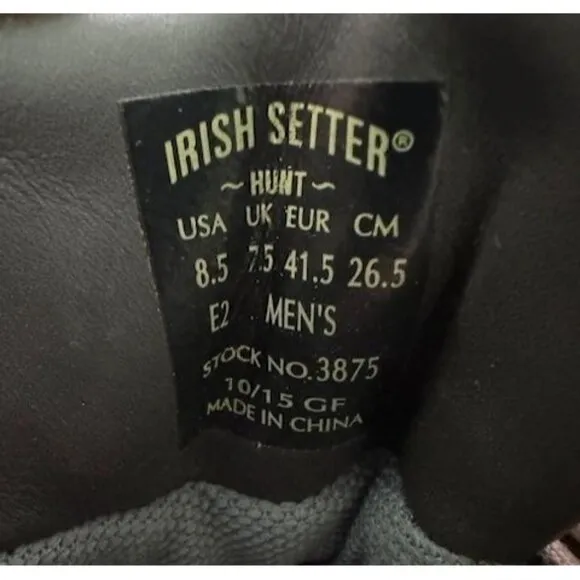 IRISH SETTER®
~ HUNT ~
USA UK EUR CM
8.5 7.5 41.5 26.5
E2 MEN'S
STOCK NO. 3875
10/15 GF
MADE IN CHINA